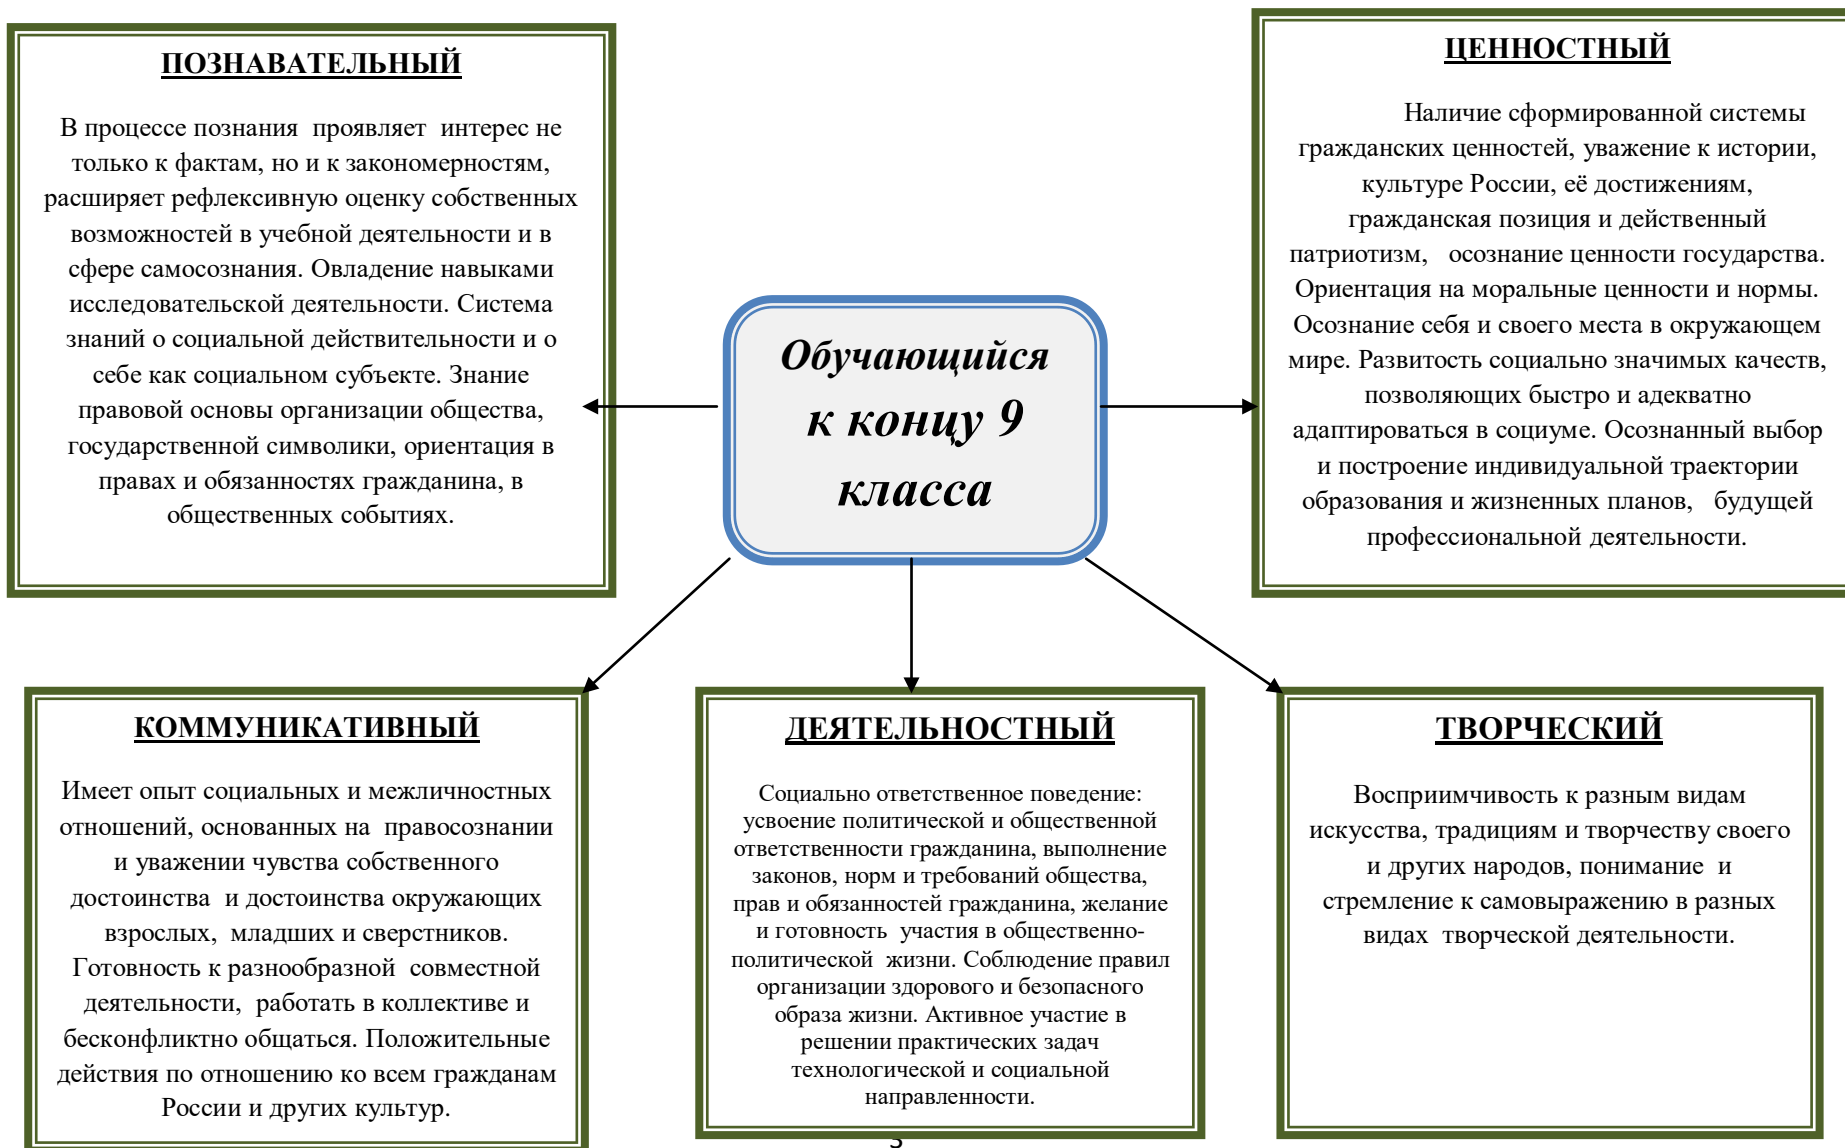 ПОЗНАВАТЕЛЬНЫЙ
В процессе познания проявляет интерес не
только к фактам, но и к закономерностям,
расширяет рефлексивную оценку собственных
возможностей в учебной деятельности и в
сфере самосознания. Овладение навыками
исследовательской деятельности. Система
знаний о социальной действительности и о
себе как социальном субъекте. Знание
правовой основы организации общества,
государственной символики, ориентация в
правах и обязанностях гражданина, в
общественных событиях.
Обучающийся
к концу 9
класса
ЦЕННОСТНЫЙ
Наличие сформированной системы
гражданских ценностей, уважение к истории,
культуре России, её достижениям,
гражданская позиция и действенный
патриотизм, осознание ценности государства.
Ориентация на моральные ценности и нормы.
Осознание себя и своего места в окружающем
мире. Развитость социально значимых качеств,
позволяющих быстро и адекватно
адаптироваться в социуме. Осознанный выбор
и построение индивидуальной траектории
образования и жизненных планов, будущей
профессиональной деятельности.
КОММУНИКАТИВНЫЙ
Имеет опыт социальных и межличностных
отношений, основанных на правосознании
и уважении чувства собственного
достоинства и достоинства окружающих
взрослых, младших и сверстников.
Готовность к разнообразной совместной
деятельности, работать в коллективе и
бесконфликтно общаться. Положительные
действия по отношению ко всем гражданам
России и других культур.
ДЕЯТЕЛЬНОСТНЫЙ
Социально ответственное поведение:
усвоение политической и общественной
ответственности гражданина, выполнение
законов, норм и требований общества,
прав и обязанностей гражданина, желание
и готовность участия в общественно-
политической жизни. Соблюдение правил
организации здорового и безопасного
образа жизни. Активное участие в
решении практических задач
технологической и социальной
направленности.
ТВОРЧЕСКИЙ
Восприимчивость к разным видам
искусства, традициям и творчеству своего
и других народов, понимание и
стремление к самовыражению в разных
видах творческой деятельности.